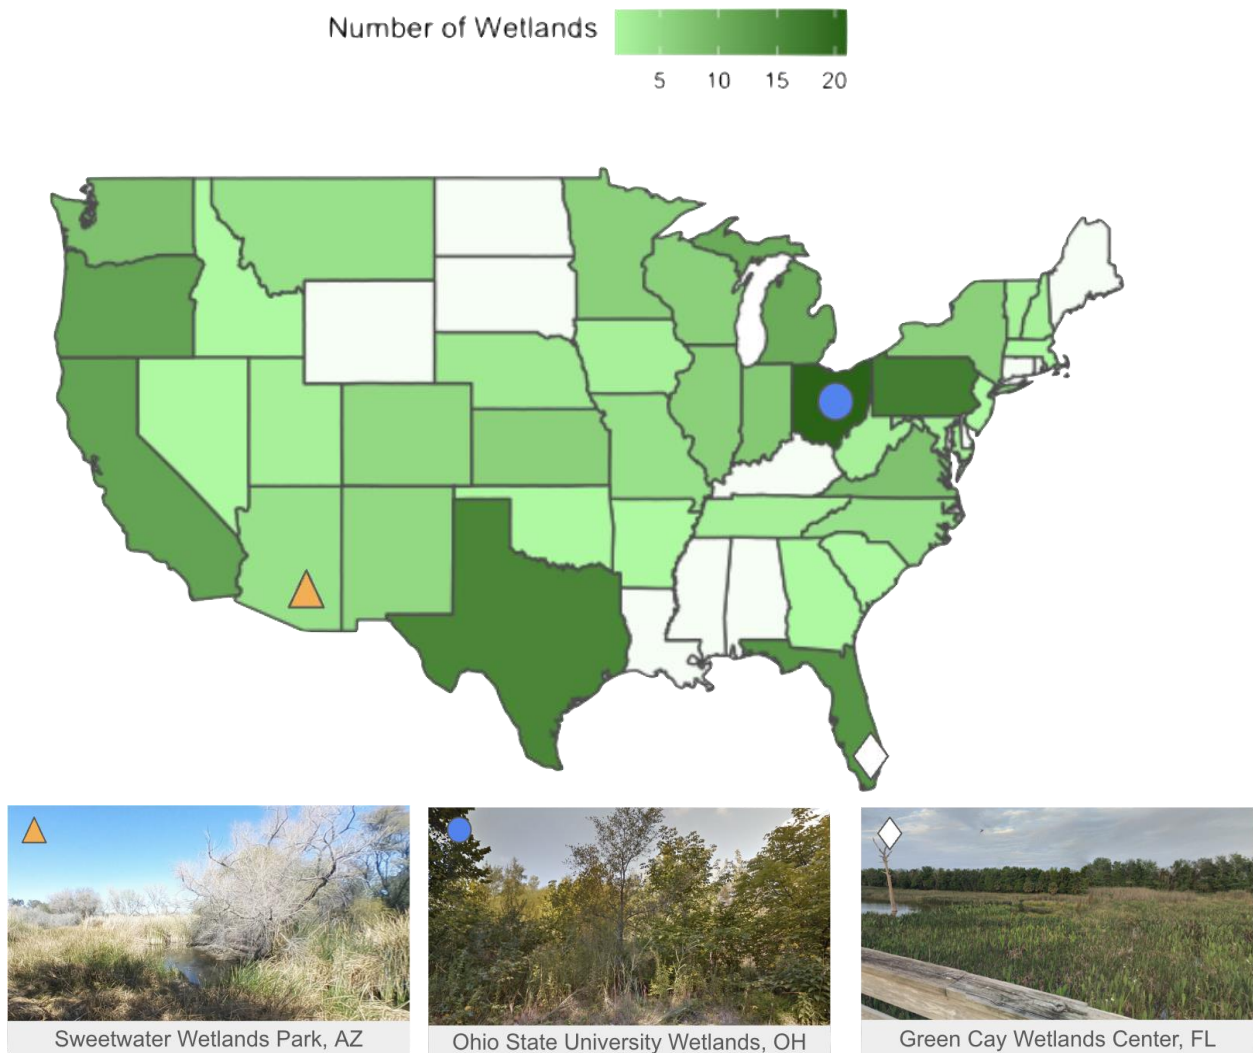 Number of Wetlands
5 10 15 20
Sweetwater Wetlands Park, AZ
Ohio State University Wetlands, OH
Green Cay Wetlands Center, FL